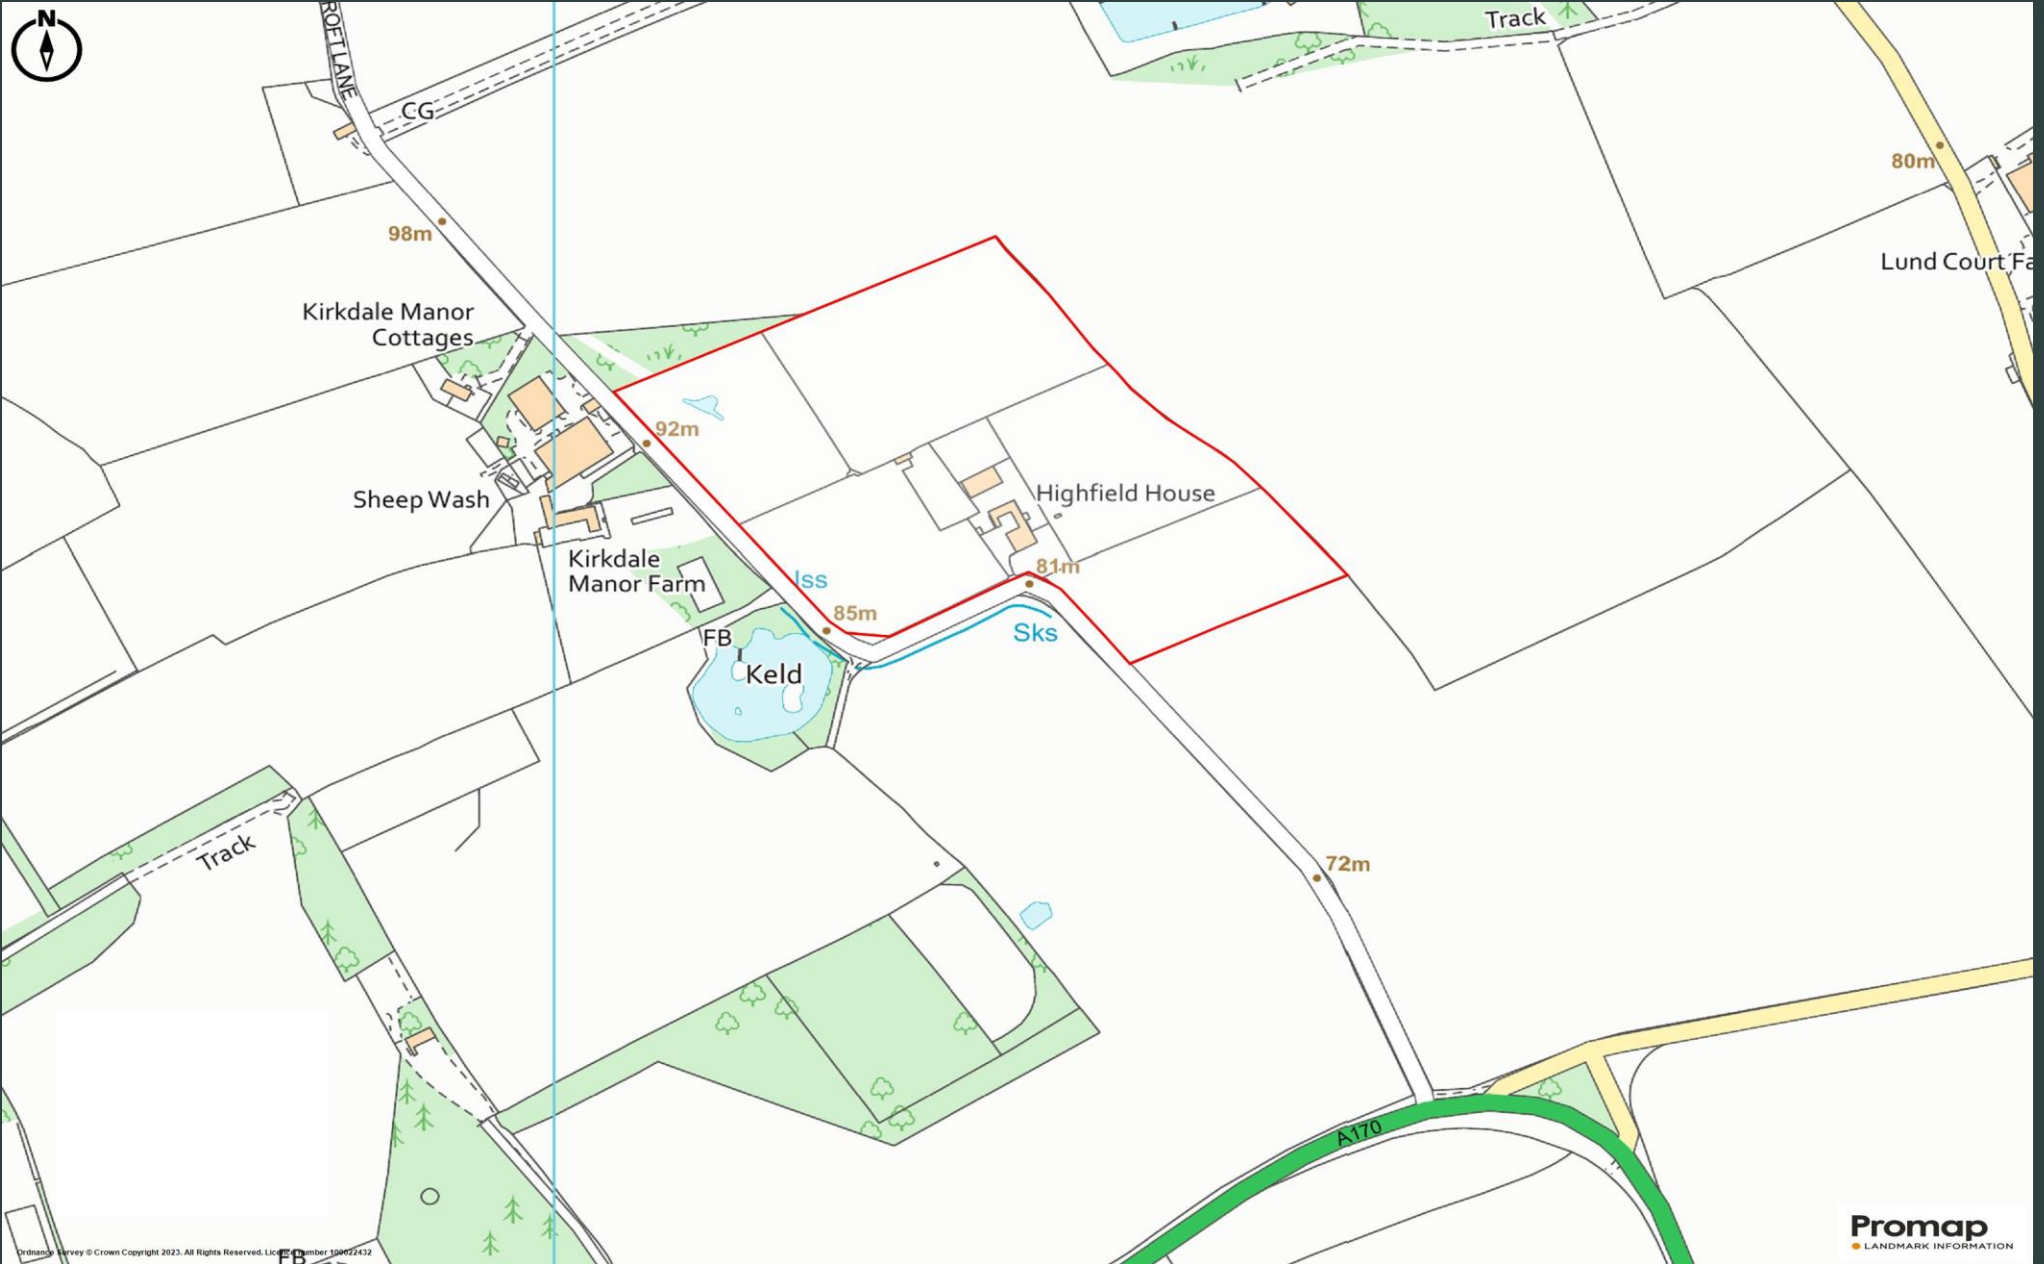 N
ROFT LANE
CG
Track
98m
80m
Lund Court Fa
Kirkdale Manor
Cottages
92m
Sheep Wash
Highfield House
Kirkdale
Manor Farm
Iss
81m
85m
FB
Sks
Keld
72m
Track
A170
FB
Ordnance Survey © Crown Copyright 2023. All Rights Reserved. Licence number 100022432
Promap
LANDMARK INFORMATION